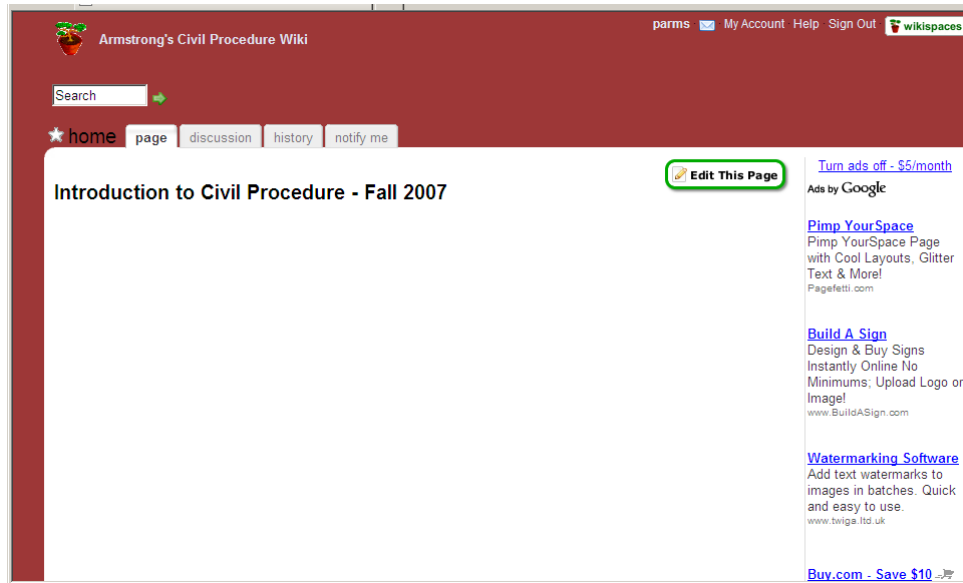 Armstrong's Civil Procedure Wiki
parms My Account Help Sign Out wikispaces
Search
home page discussion history notify me
Edit This Page
Introduction to Civil Procedure - Fall 2007
Turn ads off - $5/month
Ads by Google
Pimp YourSpace
Pimp YourSpace Page
with Cool Layouts, Glitter
Text & More!
Pagefetti.com
Build A Sign
Design & Buy Signs
Instantly Online No
Minimums; Upload Logo or
Image!
www.BuildASign.com
Watermarking Software
Add text watermarks to
images in batches. Quick
and easy to use.
www.twiga.ltd.uk
Buy.com - Save $10